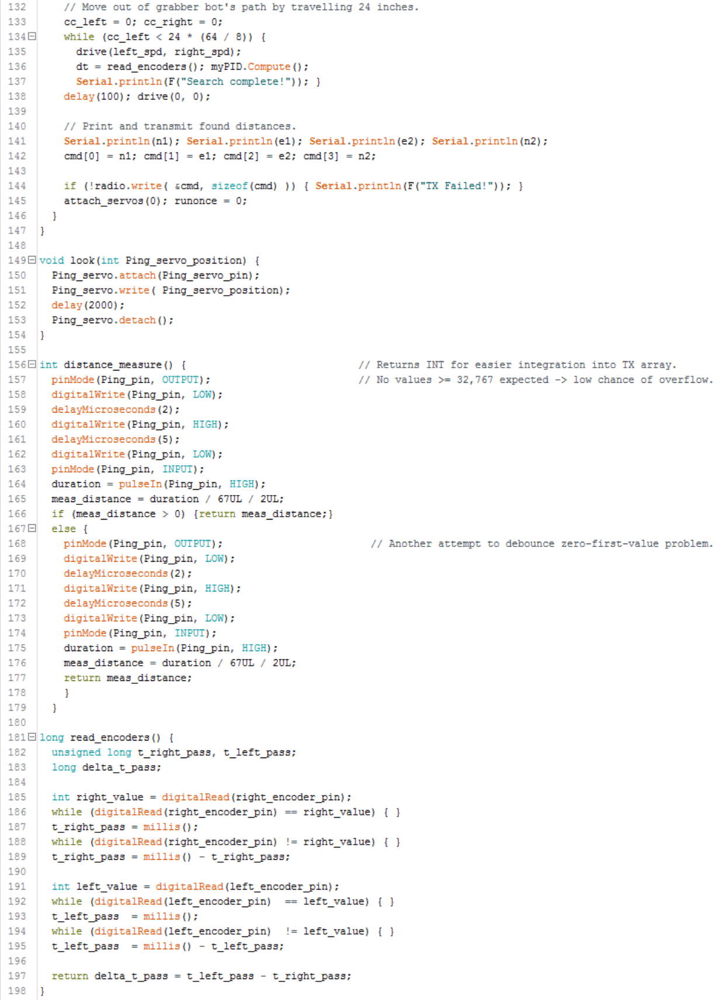 132 // Move out of grabber bot's path by travelling 24 inches.
133 cc_left = 0; cc_right = 0;
134 while (cc_left < 24 * (64 / 8)) {
135 drive(left_spd, right_spd);
136 dt = read_encoders(); myPID.Compute();
137 Serial.println(F("Search complete!")); }
138 delay(100); drive(0, 0);
139
140 // Print and transmit found distances.
141 Serial.println(n1); Serial.println(e1); Serial.println(e2); Serial.println(n2);
142 cmd[0] = n1; cmd[1] = e1; cmd[2] = e2; cmd[3] = n2;
143
144 if (!radio.write( &cmd, sizeof(cmd) )) { Serial.println(F("TX Failed!")); }
145 attach_servos(0); runonce = 0;
146 }
147 }
148
149 void look(int Ping_servo_position) {
150 Ping_servo.attach(Ping_servo_pin);
151 Ping_servo.write( Ping_servo_position);
152 delay(2000);
153 Ping_servo.detach();
154 }
155
156 int distance_measure() { // Returns INT for easier integration into TX array.
157 pinMode(Ping_pin, OUTPUT); // No values >= 32,767 expected -> low chance of overflow.
158 digitalWrite(Ping_pin, LOW);
159 delayMicroseconds(2);
160 digitalWrite(Ping_pin, HIGH);
161 delayMicroseconds(5);
162 digitalWrite(Ping_pin, LOW);
163 pinMode(Ping_pin, INPUT);
164 duration = pulseIn(Ping_pin, HIGH);
165 meas_distance = duration / 67UL / 2UL;
166 if (meas_distance > 0) {return meas_distance;}
167 else {
168 pinMode(Ping_pin, OUTPUT); // Another attempt to debounce zero-first-value problem.
169 digitalWrite(Ping_pin, LOW);
170 delayMicroseconds(2);
171 digitalWrite(Ping_pin, HIGH);
172 delayMicroseconds(5);
173 digitalWrite(Ping_pin, LOW);
174 pinMode(Ping_pin, INPUT);
175 duration = pulseIn(Ping_pin, HIGH);
176 meas_distance = duration / 67UL / 2UL;
177 return meas_distance;
178 }
179 }
180
181 long read_encoders() {
182 unsigned long t_right_pass, t_left_pass;
183 long delta_t_pass;
184
185 int right_value = digitalRead(right_encoder_pin);
186 while (digitalRead(right_encoder_pin) == right_value) { }
187 t_right_pass = millis();
188 while (digitalRead(right_encoder_pin) != right_value) { }
189 t_right_pass = millis() - t_right_pass;
190
191 int left_value = digitalRead(left_encoder_pin);
192 while (digitalRead(left_encoder_pin) == left_value) { }
193 t_left_pass = millis();
194 while (digitalRead(left_encoder_pin) != left_value) { }
195 t_left_pass = millis() - t_left_pass;
196
197 return delta_t_pass = t_left_pass - t_right_pass;
198 }